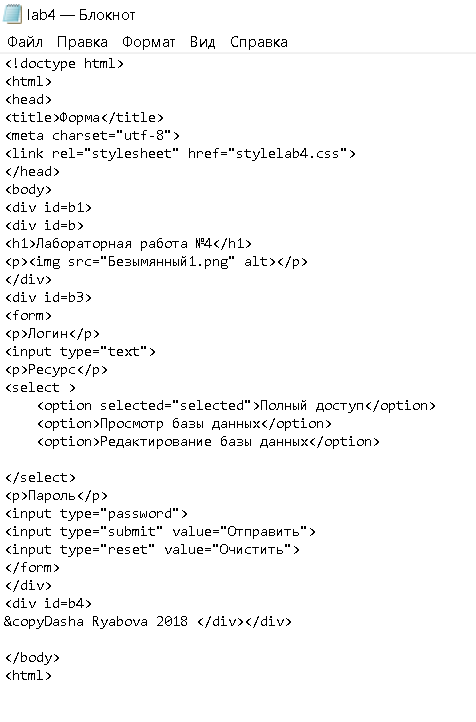 lab4 — Блокнот
Файл Правка Формат Вид Справка
<!doctype html>
<html>
<head>
<title>Форма</title>
<meta charset="utf-8">
<link rel="stylesheet" href="stylelab4.css">
</head>
<body>
<div id=b1>
<div id=b>
<h1>Лабораторная работа №4</h1>
<p><img src="Безымянный1.png" alt></p>
</div>
<div id=b3>
<form>
<p>Логин</p>
<input type="text">
<p>Ресурс</p>
<select >
    <option selected="selected">Полный доступ</option>
    <option>Просмотр базы данных</option>
    <option>Редактирование базы данных</option>
</select>
<p>Пароль</p>
<input type="password">
<input type="submit" value="Отправить">
<input type="reset" value="Очистить">
</form>
</div>
<div id=b4>
&copyDasha Ryabova 2018 </div></div>
</body>
<html>